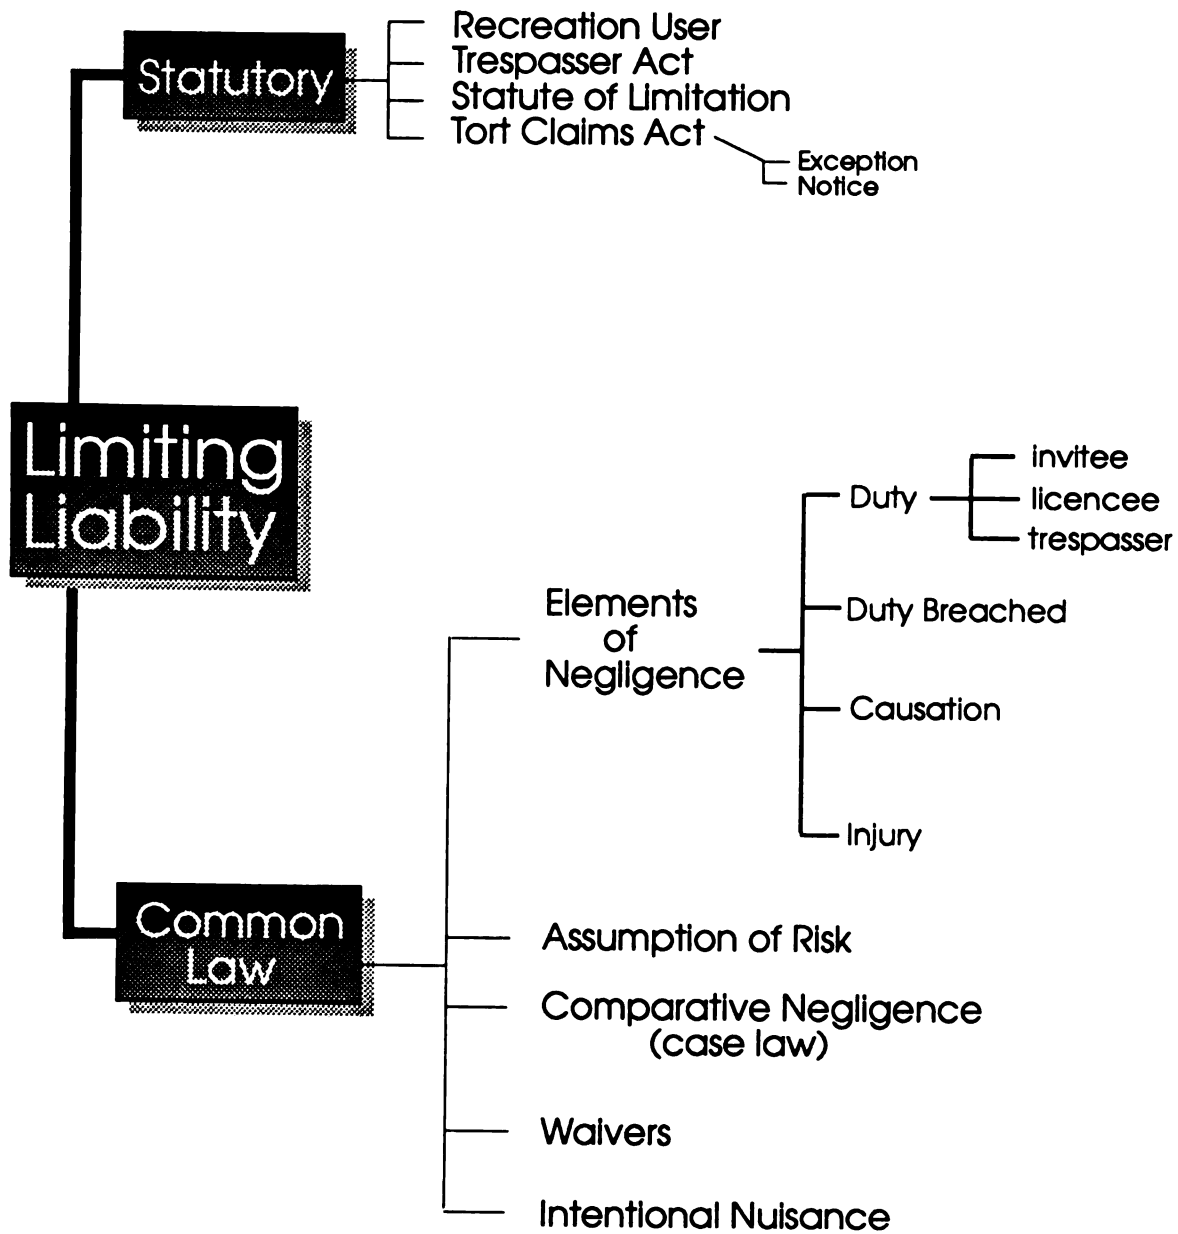 Statutory
Recreation User
Trespasser Act
Statute of Limitation
Tort Claims Act
Exception
Notice
Limiting
Liability
Elements
of
Negligence
Duty
invitee
licencee
trespasser
Duty Breached
Causation
Injury
Common
Law
Assumption of Risk
Comparative Negligence
(case law)
Waivers
Intentional Nuisance